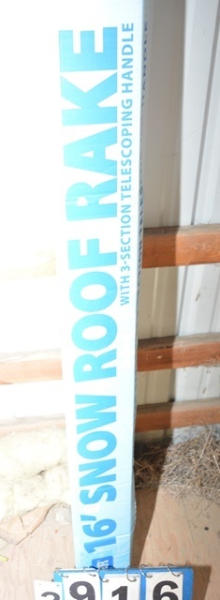 16' SNOW ROOF RAKE
WITH 3-SECTION TELESCOPING HANDLE
3916